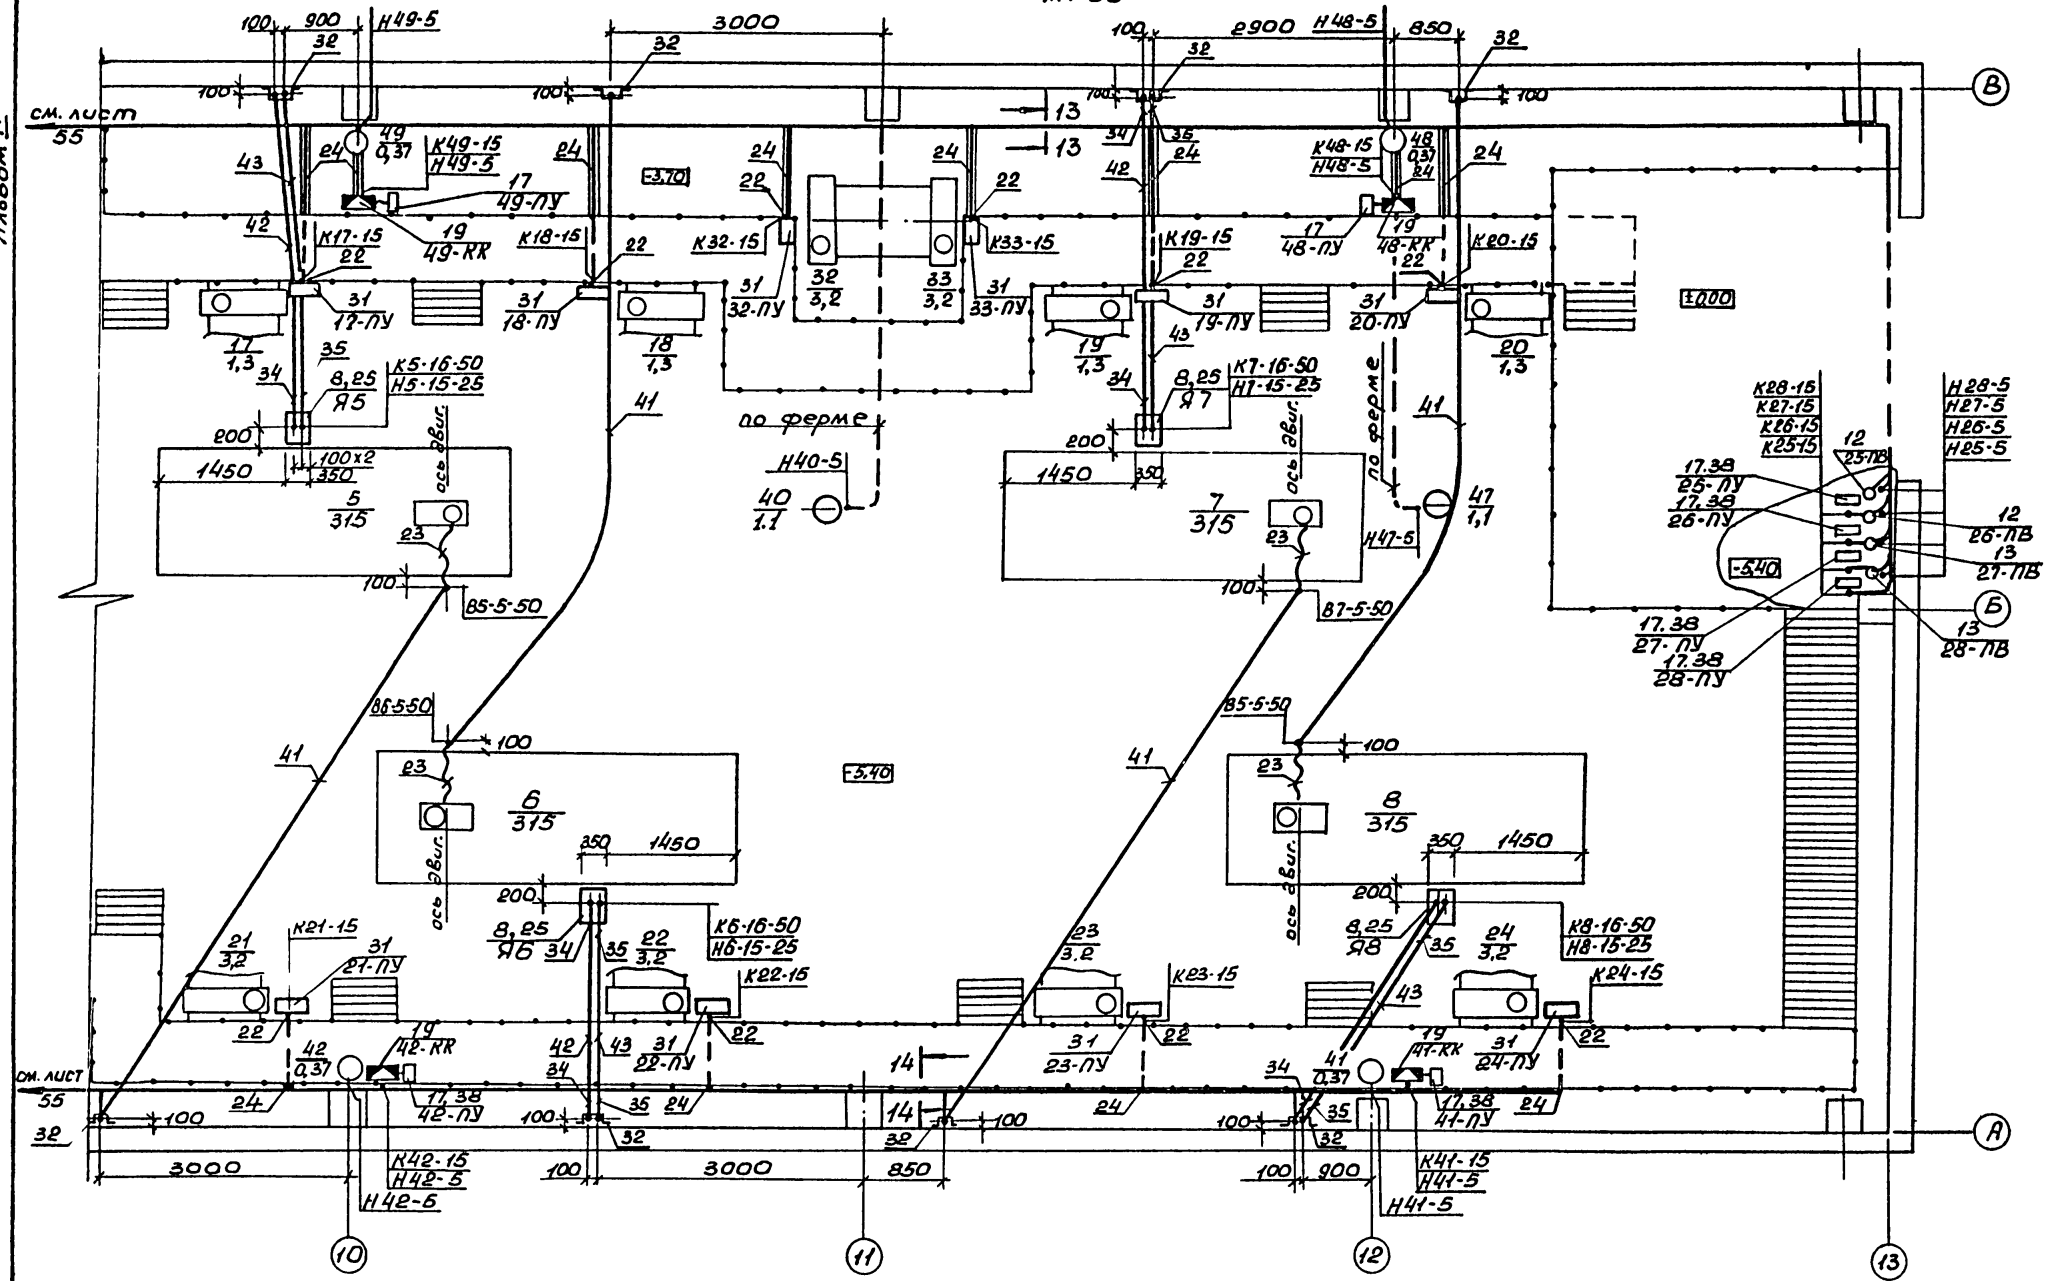 100 900 Н49-5
32
3000
32
2900 Н48-5 850
100
32
32
В
100
100
100
100
см. лист
55
13
13
49
0,37
К49-15
Н49-5
43
24
24
-3,70
24
22
24
22
34
35
42
24
К48-15
Н48-5
48
0,37
24
24
17
49-ПУ
19
49-КК
42
К17-15
22
К18-15
22
К32-15
К33-15
К19-15
22
17
48-ПУ
19
48-КК
22
К20-15
31
17-ПУ
31
18-ПУ
31
32-ПУ
32
3,2
33
3,2
31
33-ПУ
31
19-ПУ
31
20-ПУ
±0,00
17
1,3
35
34
18
1,3
19
1,3
43
34
20
1,3
К5-16-50
Н5-15-25
8,25
Я5
К7-16-50
Н7-15-25
8,25
Я7
41
41
по ферме
по ферме
ось двиг.
ось двиг.
200
100х2
1450
350
200
1450
350
К28-15
К27-15
К26-15
К25-15
Н28-5
Н27-5
Н26-5
Н25-5
12
25-ПВ
17.38
25-ПУ
17.38
26-ПУ
12
26-ПВ
13
27-ПВ
-5,40
Б
17.38
27-ПУ
17.38
28-ПУ
13
28-ПВ
5
315
23
Н40-5
40
1.1
7
315
23
47
1,1
Н47-5
100
В5-5-50
100
В7-5-50
В6-5-50
100
В5-5-50
100
41
41
23
6
315
-5,40
23
8
315
350 1450
350 1450
ось двиг.
ось двиг.
200
200
8,25
Я6
34
35
К6-16-50
Н6-15-25
8,25
Я8
35
К8-16-50
Н8-15-25
К21-15
21
3,2
31
21-ПУ
22
3,2
К22-15
23
3,2
К23-15
24
3,2
К24-15
43
22
19
42-КК
42
0,37
42
43
31
22-ПУ
22
14
31
23-ПУ
22
19
41-КК
41
0,37
31
24-ПУ
22
см. лист
55
24
17,38
42-ПУ
34
35
24
14
24
34
35
17,38
41-ПУ
24
32
100
100
32
32
100
100
32
А
3000
К42-15
Н42-5
Н42-5
100
3000
850
100
900
К41-15
Н41-5
Н41-5
10
11
12
13